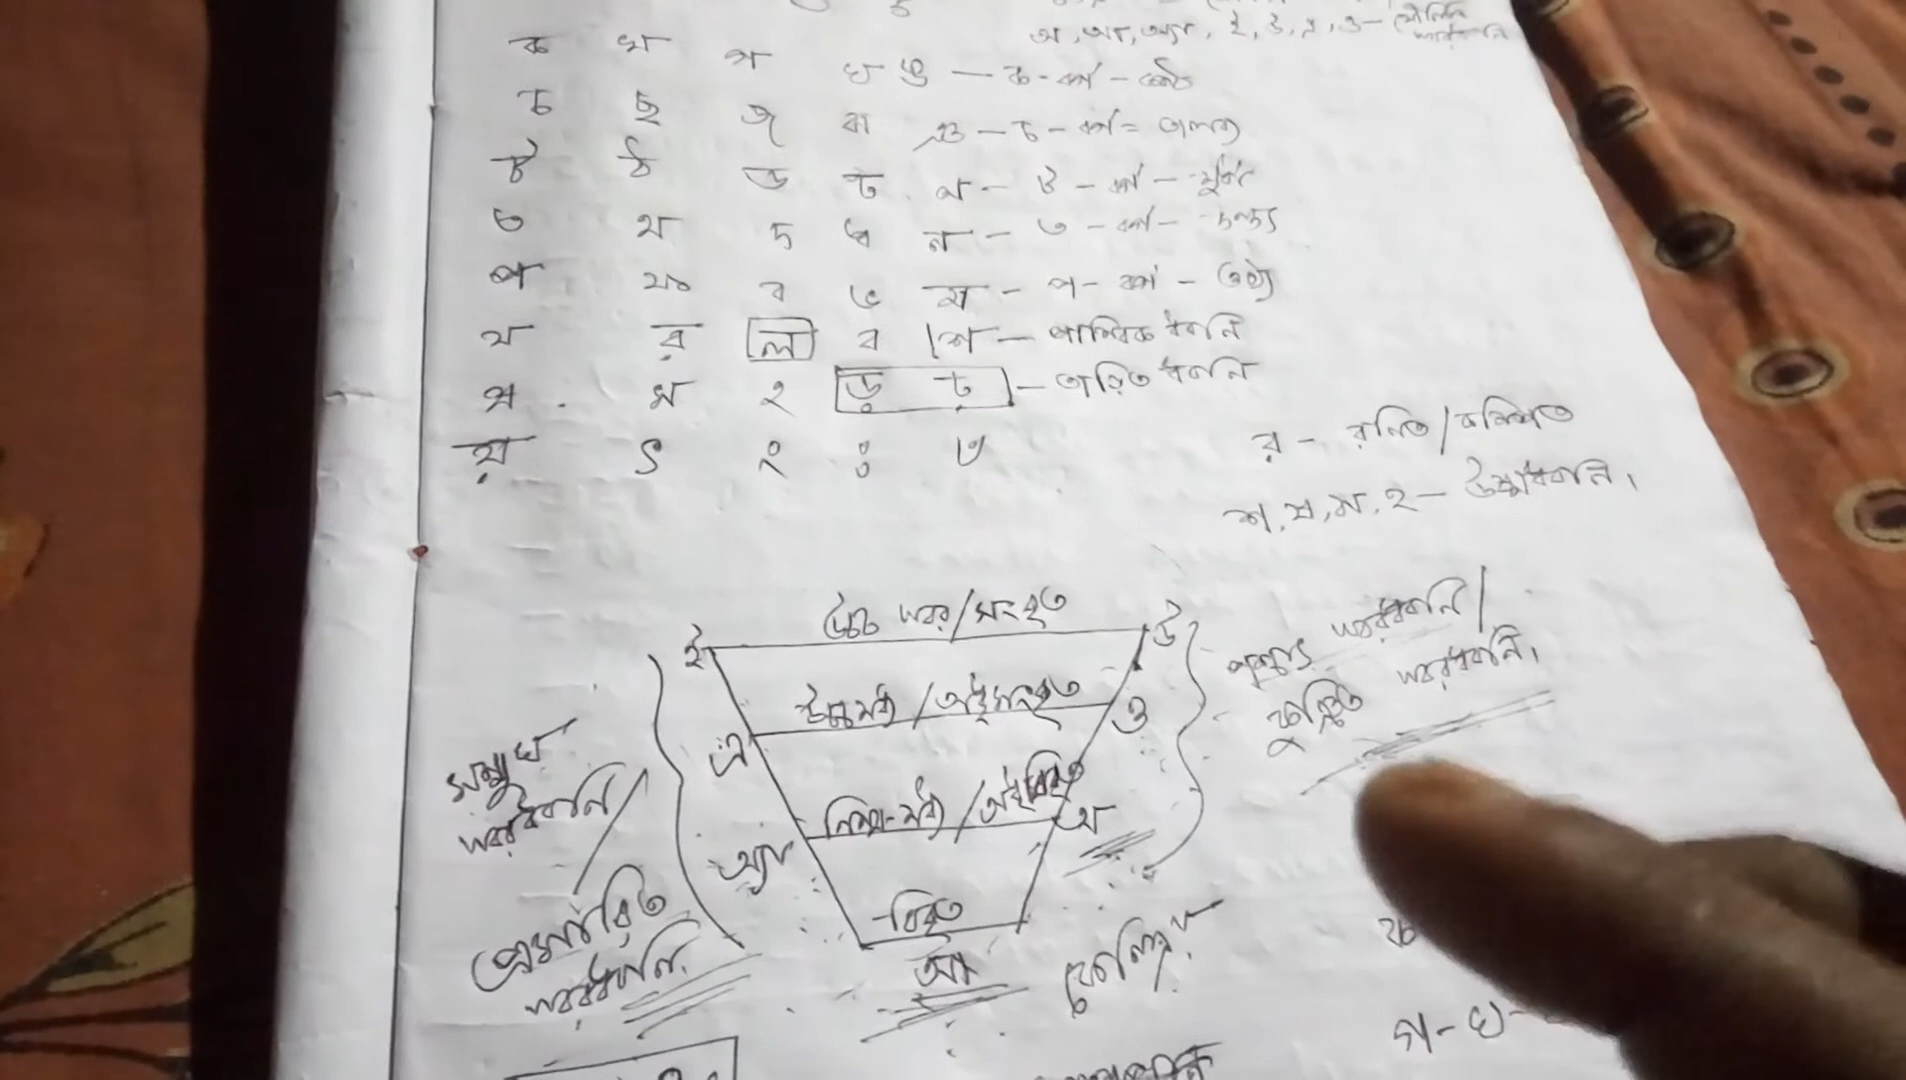 অ, আ, অ্যা, ই, উ, এ, ও – মৌলিক
স্বরধ্বনি
ক খ গ ঘ ঙ – ক - বর্গ - কণ্ঠ
চ ছ জ ঝ ঞ – চ – বর্গ = তালব্য
ট ঠ ড ঢ ণ – ট – বর্গ – মূর্ধা
ত থ দ ধ ন – ত – বর্গ – দন্ত্য
প ফ ব ভ ম – প – বর্গ – ওষ্ঠ্য
য র ল ব শ – পার্শ্বিক ধ্বনি
ষ স হ ড় ঢ় – তাড়িত ধ্বনি
য় ৎ ং ঃ ঁ
র – রণিত / কম্পিত
শ, ষ, স, হ – উষ্মধ্বনি।
উচ্চ স্বর / সংবৃত
ই উ
উচ্চমধ্য / অর্ধসংবৃত
এ ও
নিম্ন-মধ্য / অর্ধবিবৃত
অ্যা অ
বিবৃত
আ
সম্মুখ
স্বরধ্বনি /
প্রসারিত
স্বরধ্বনি।
পশ্চাৎ স্বরধ্বনি /
কুঞ্চিত স্বরধ্বনি।
গ – ঘ –